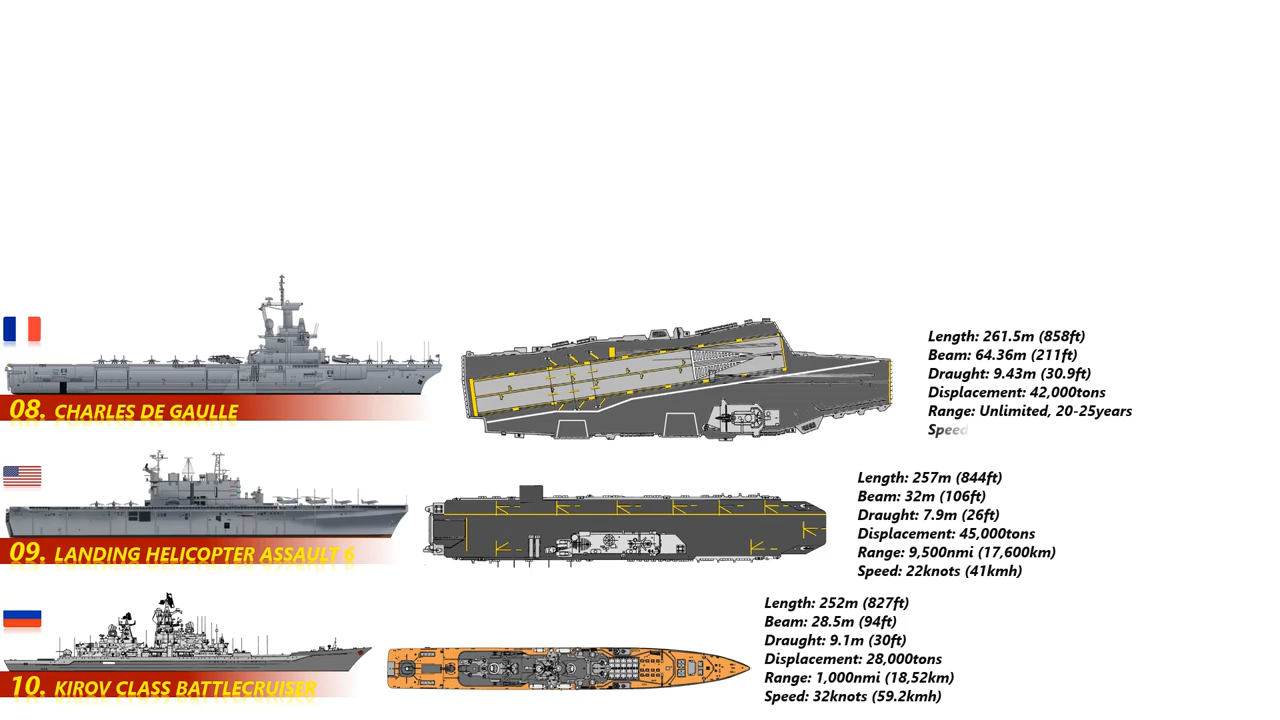 Length: 261.5m (858ft)
Beam: 64.36m (211ft)
Draught: 9.43m (30.9ft)
Displacement: 42,000tons
Range: Unlimited, 20-25years
Speed
08. CHARLES DE GAULLE
Length: 257m (844ft)
Beam: 32m (106ft)
Draught: 7.9m (26ft)
Displacement: 45,000tons
Range: 9,500nmi (17,600km)
Speed: 22knots (41kmh)
09. LANDING HELICOPTER ASSAULT 6
Length: 252m (827ft)
Beam: 28.5m (94ft)
Draught: 9.1m (30ft)
Displacement: 28,000tons
Range: 1,000nmi (18,52km)
Speed: 32knots (59.2kmh)
10. KIROV CLASS BATTLECRUISER